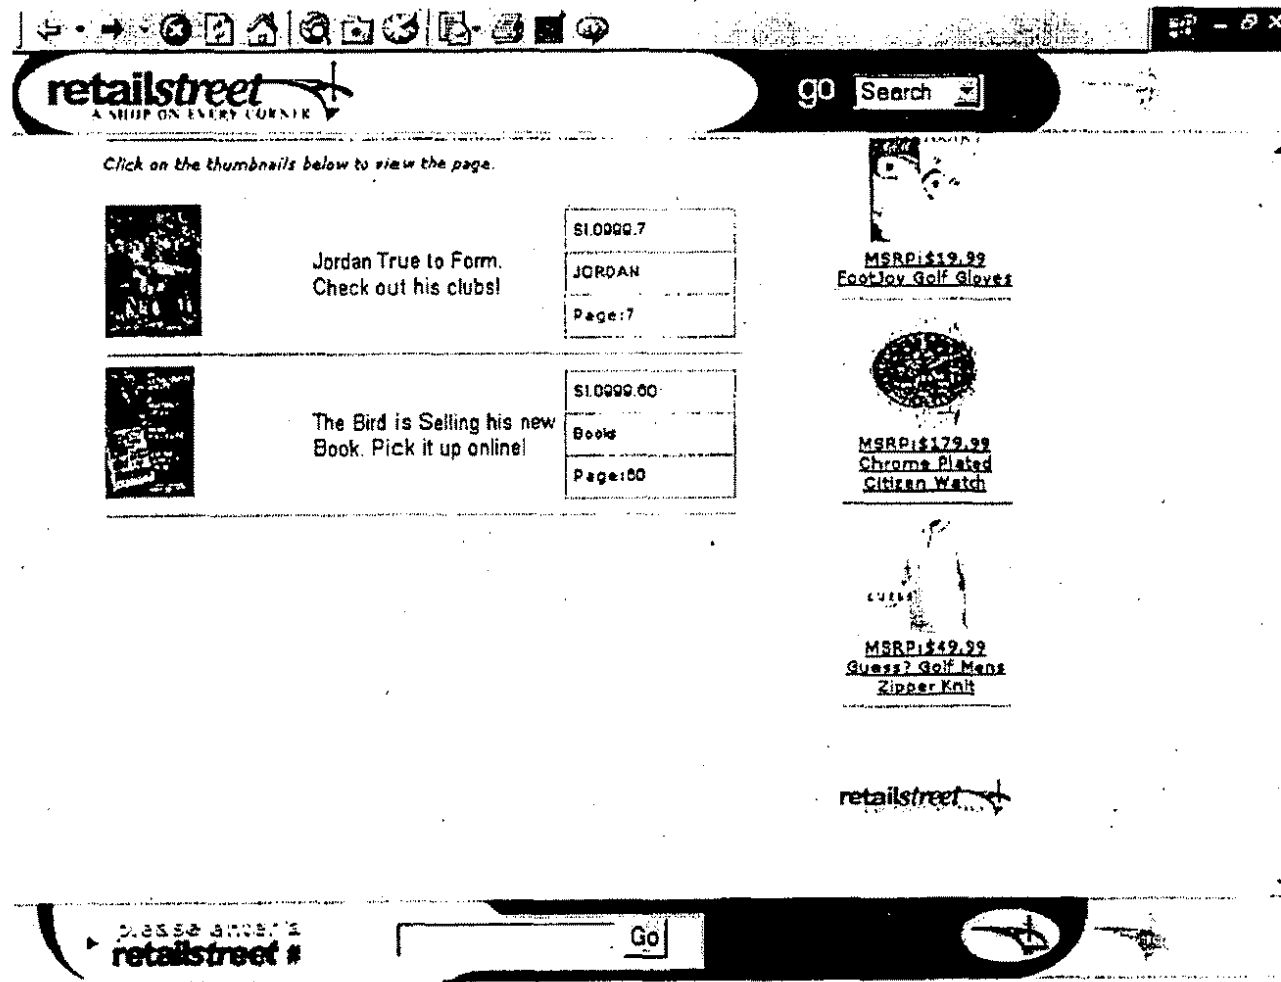 retailstreet
A SHOP ON EVERY CORNER
go
Search
Click on the thumbnails below to view the page.
Jordan True to Form.
Check out his clubs!
SI.0999.7
JORDAN
Page:7
The Bird is Selling his new
Book. Pick it up online!
SI.0999.60
Books
Page:60
MSRP:$19.99
FootJoy Golf Gloves
MSRP:$179.99
Chrome Plated
Citizen Watch
GUESS
MSRP:$49.99
Guess? Golf Mens
Zipper Knit
retailstreet
please enter a
retailstreet #
Go